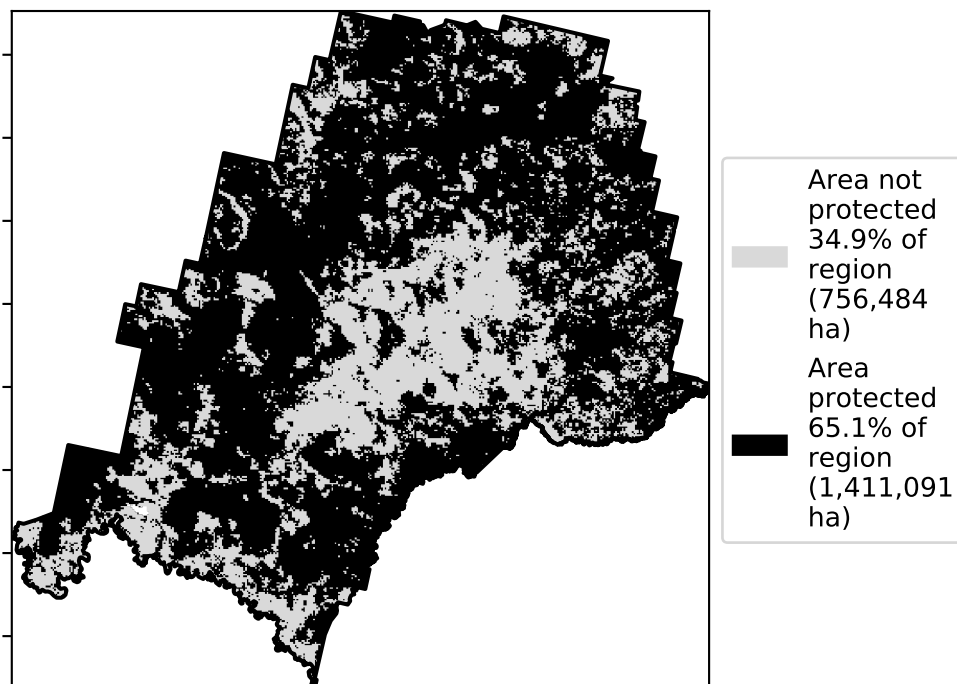 Area not
protected
34.9% of
region
(756,484
ha)
Area
protected
65.1% of
region
(1,411,091
ha)